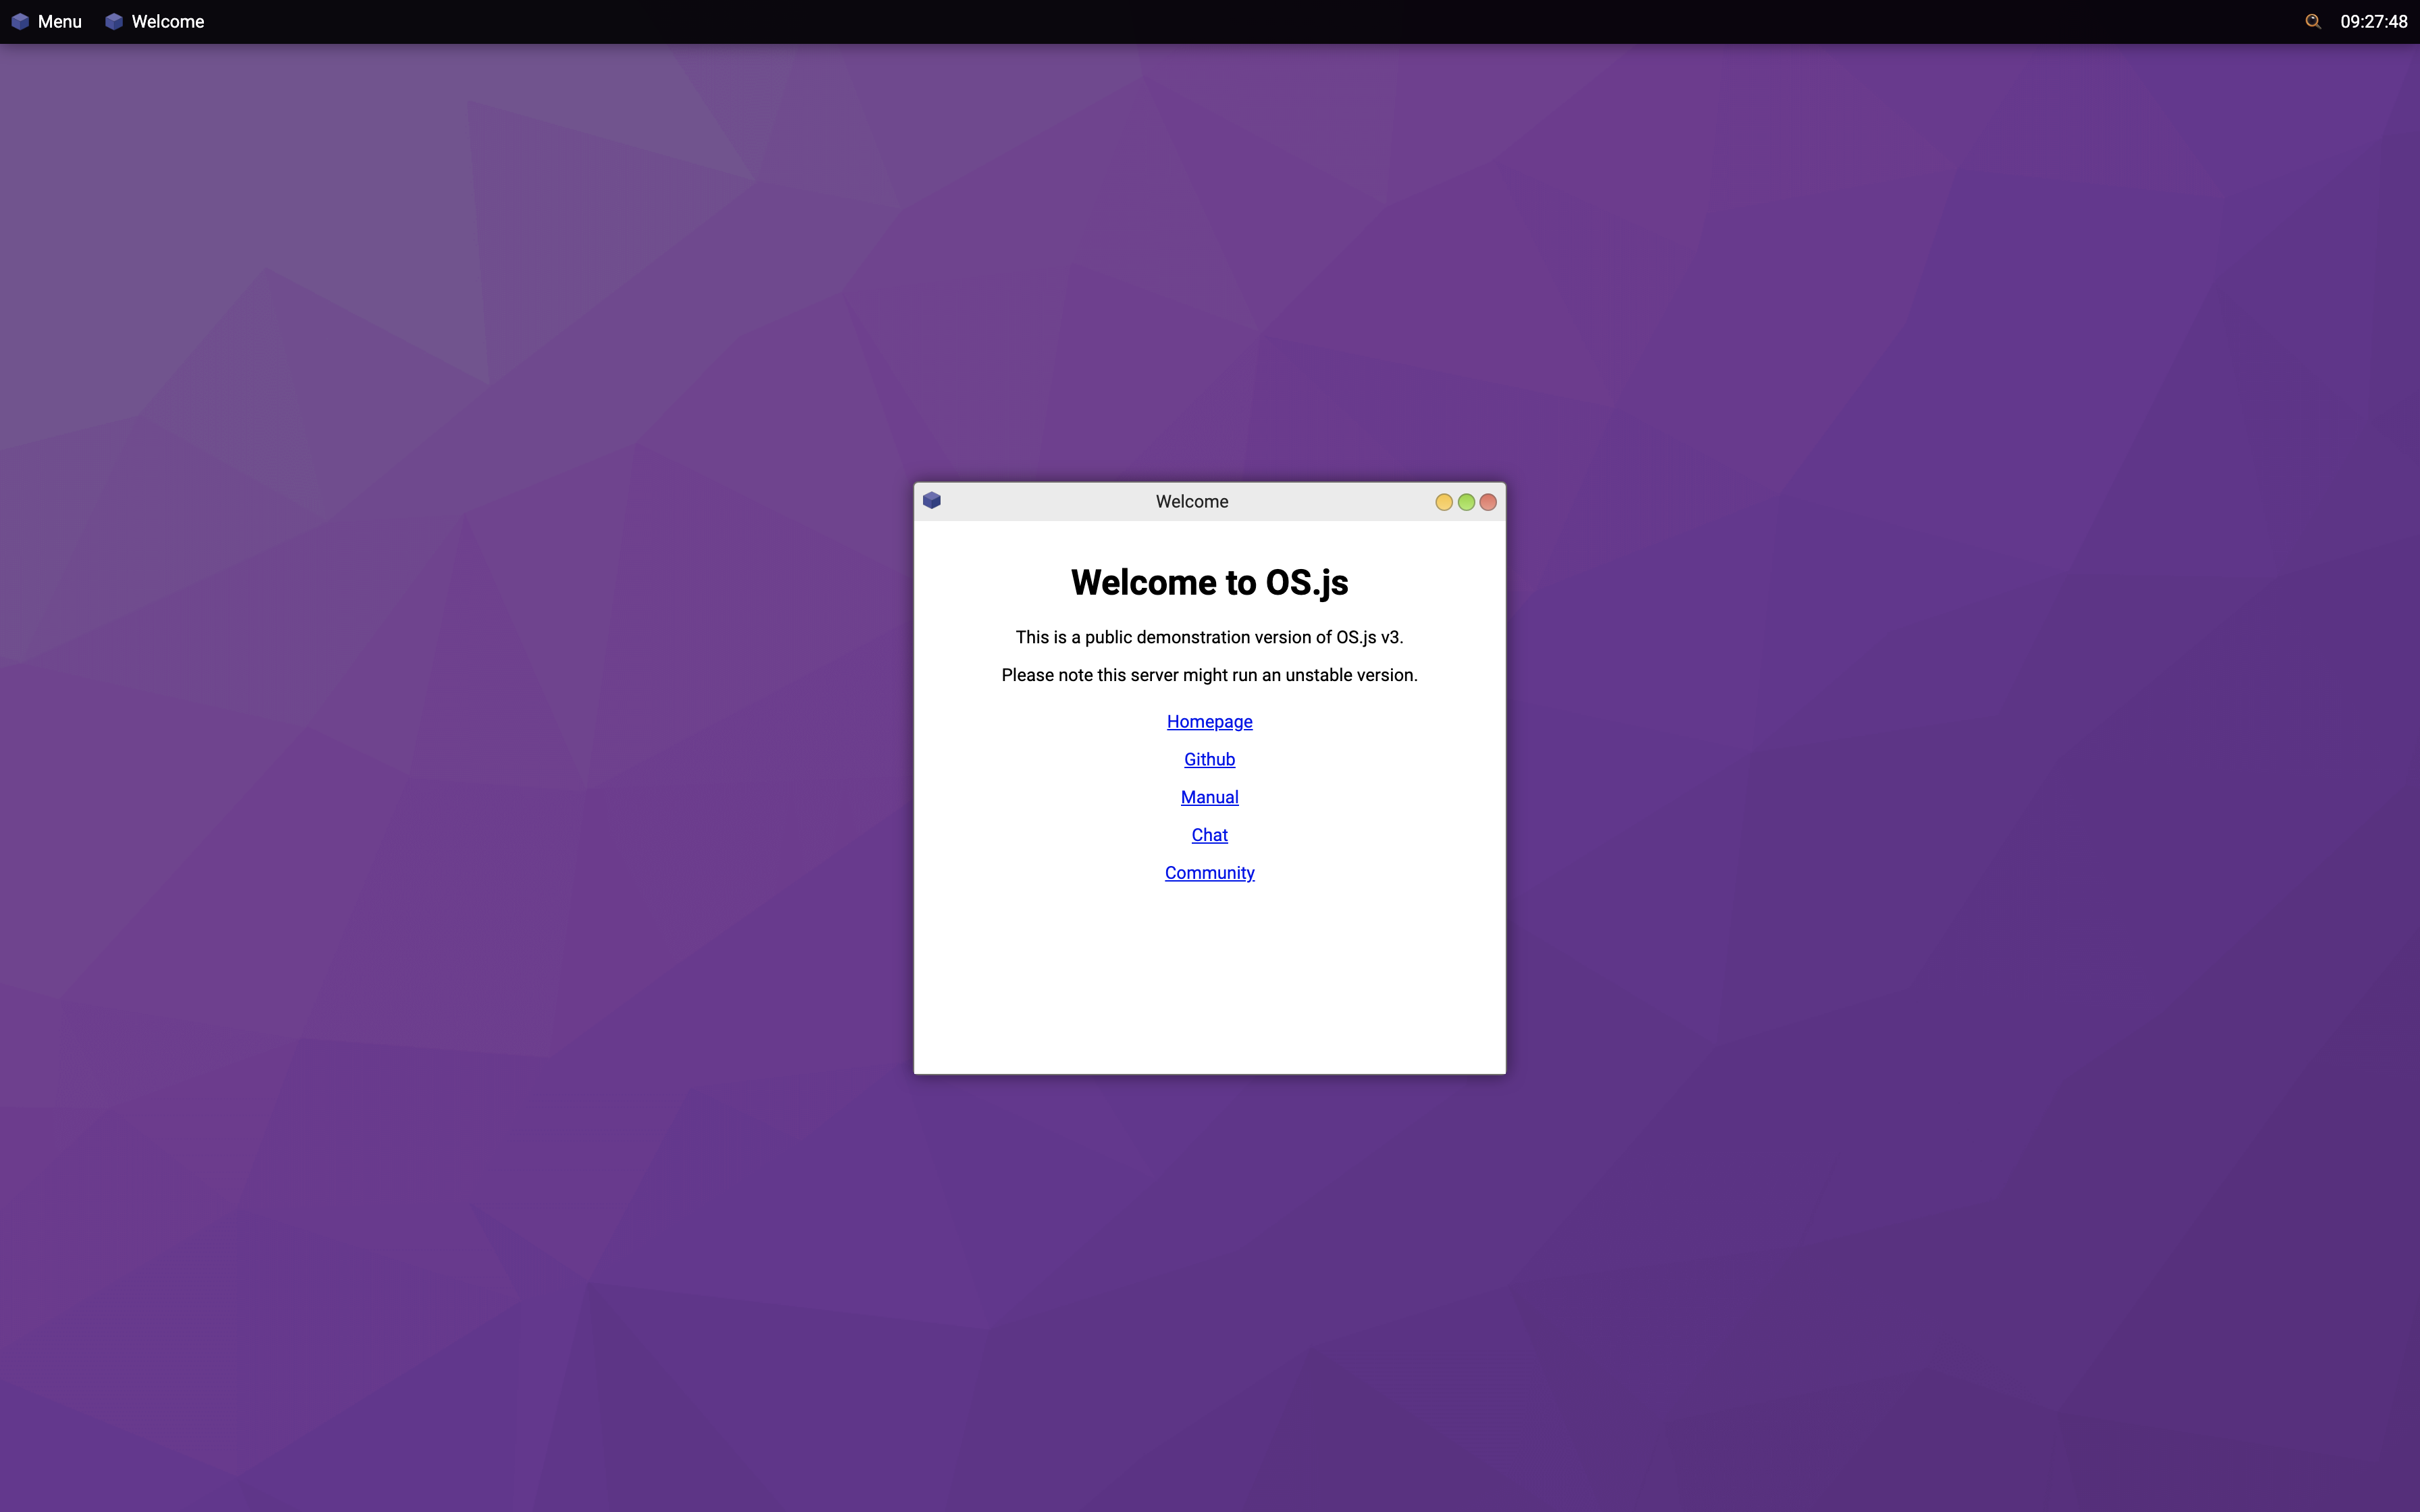 Menu Welcome 09:27:48
Welcome
Welcome to OS.js
This is a public demonstration version of OS.js v3.
Please note this server might run an unstable version.
Homepage
Github
Manual
Chat
Community